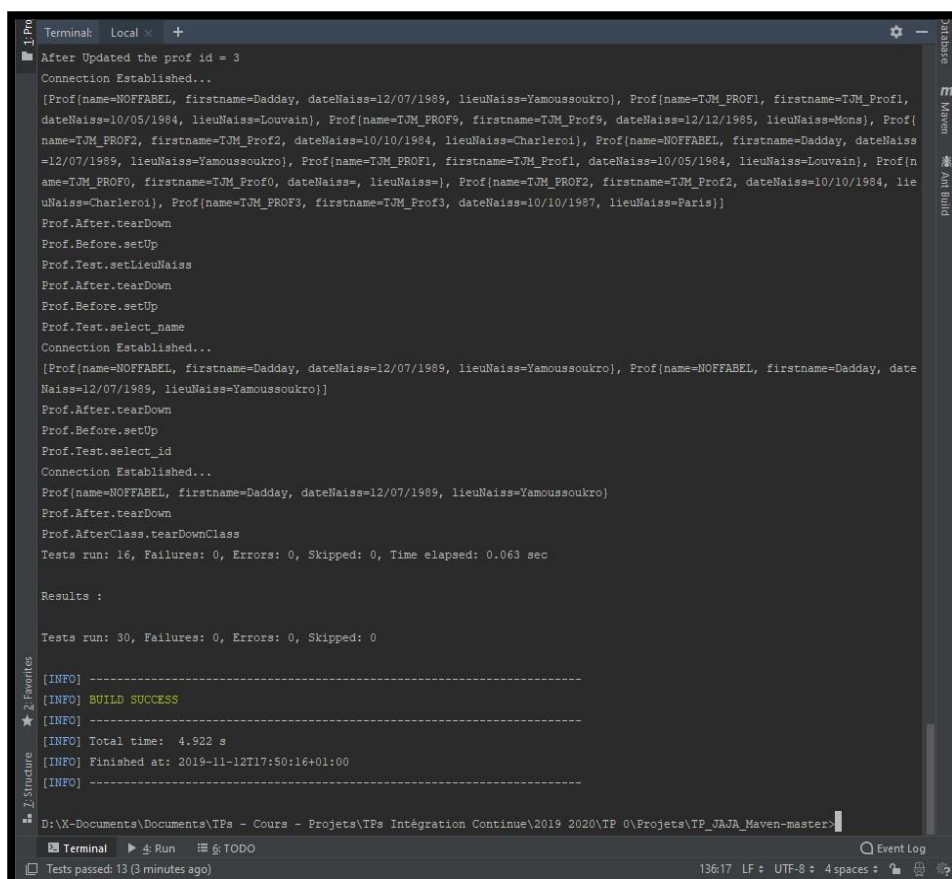 1: Pro
Terminal: Local × +
Database
Maven
Ant Build
After Updated the prof id = 3
Connection Established...
[Prof{name=NOFFABEL, firstname=Dadday, dateNaiss=12/07/1989, lieuNaiss=Yamoussoukro}, Prof{name=TJM_PROF1, firstname=TJM_Prof1,
dateNaiss=10/05/1984, lieuNaiss=Louvain}, Prof{name=TJM_PROF9, firstname=TJM_Prof9, dateNaiss=12/12/1985, lieuNaiss=Mons}, Prof{
name=TJM_PROF2, firstname=TJM_Prof2, dateNaiss=10/10/1984, lieuNaiss=Charleroi}, Prof{name=NOFFABEL, firstname=Dadday, dateNaiss
=12/07/1989, lieuNaiss=Yamoussoukro}, Prof{name=TJM_PROF1, firstname=TJM_Prof1, dateNaiss=10/05/1984, lieuNaiss=Louvain}, Prof{n
ame=TJM_PROF0, firstname=TJM_Prof0, dateNaiss=, lieuNaiss=}, Prof{name=TJM_PROF2, firstname=TJM_Prof2, dateNaiss=10/10/1984, lie
uNaiss=Charleroi}, Prof{name=TJM_PROF3, firstname=TJM_Prof3, dateNaiss=10/10/1987, lieuNaiss=Paris}]
Prof.After.tearDown
Prof.Before.setUp
Prof.Test.setLieuNaiss
Prof.After.tearDown
Prof.Before.setUp
Prof.Test.select_name
Connection Established...
[Prof{name=NOFFABEL, firstname=Dadday, dateNaiss=12/07/1989, lieuNaiss=Yamoussoukro}, Prof{name=NOFFABEL, firstname=Dadday, date
Naiss=12/07/1989, lieuNaiss=Yamoussoukro}]
Prof.After.tearDown
Prof.Before.setUp
Prof.Test.select_id
Connection Established...
Prof{name=NOFFABEL, firstname=Dadday, dateNaiss=12/07/1989, lieuNaiss=Yamoussoukro}
Prof.After.tearDown
Prof.AfterClass.tearDownClass
Tests run: 16, Failures: 0, Errors: 0, Skipped: 0, Time elapsed: 0.063 sec
Results :
Tests run: 30, Failures: 0, Errors: 0, Skipped: 0
[INFO] ------------------------------------------------------------------------
[INFO] BUILD SUCCESS
[INFO] ------------------------------------------------------------------------
[INFO] Total time: 4.922 s
[INFO] Finished at: 2019-11-12T17:50:16+01:00
[INFO] ------------------------------------------------------------------------
D:\X-Documents\Documents\TPs - Cours - Projets\TPs Intégration Continue\2019 2020\TP 0\Projets\TP_JAJA_Maven-master>
2: Favorites
7: Structure
Terminal 4: Run 6: TODO Event Log
Tests passed: 13 (3 minutes ago) 136:17 LF UTF-8 4 spaces